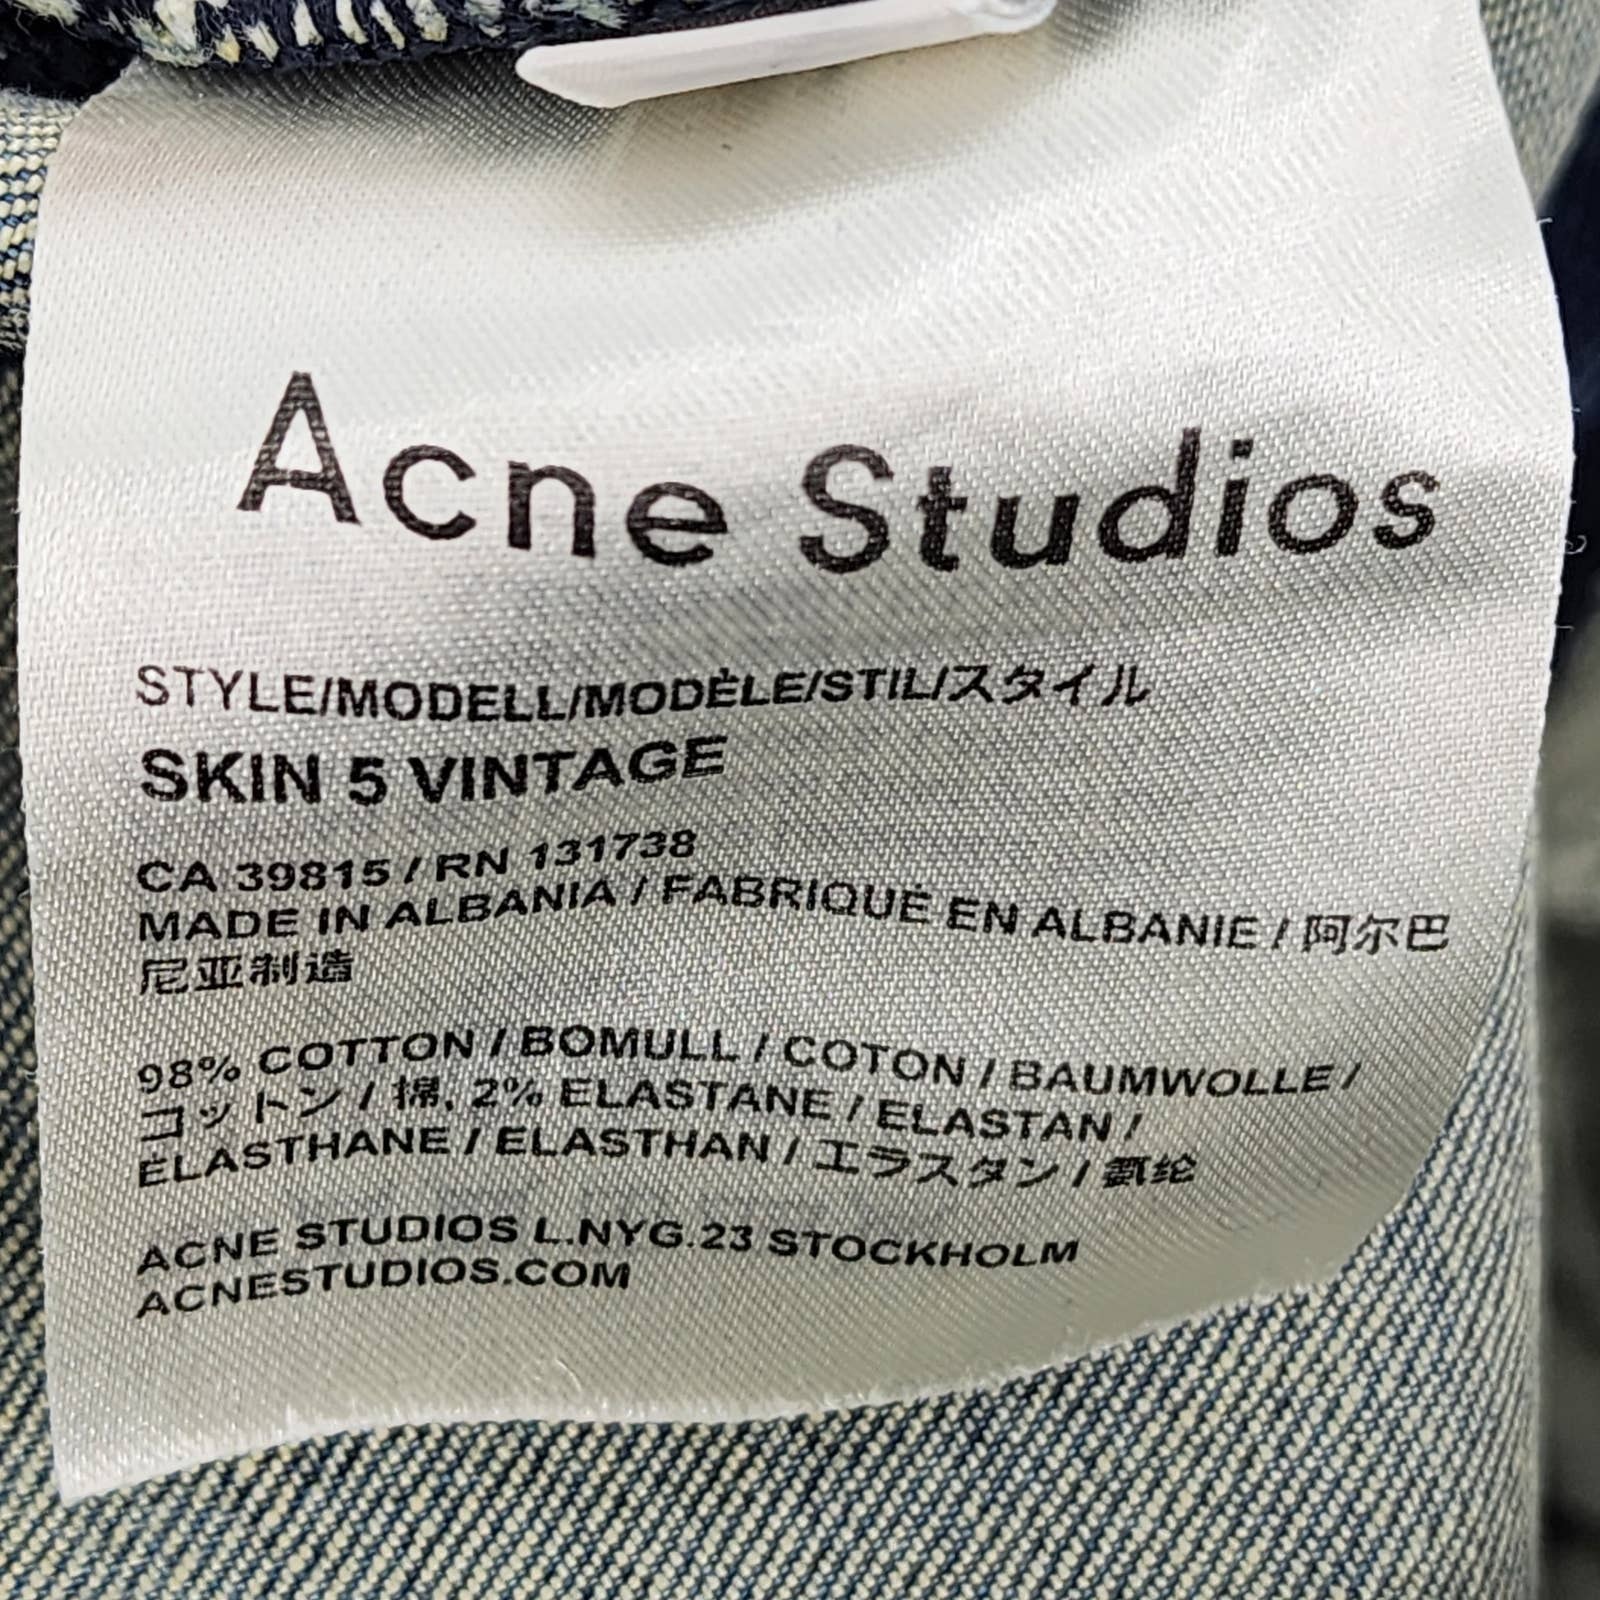 Acne Studios
STYLE/MODELL/MODÈLE/STIL/スタイル
SKIN 5 VINTAGE
CA 39815 / RN 131738
MADE IN ALBANIA / FABRIQUÉ EN ALBANIE / 阿尔巴
尼亚制造
98% COTTON / BOMULL / COTON / BAUMWOLLE /
コットン / 棉, 2% ELASTANE / ELASTAN /
ÉLASTHANE / ELASTHAN / エラスタン / 氨纶
ACNE STUDIOS L.NYG.23 STOCKHOLM
ACNESTUDIOS.COM